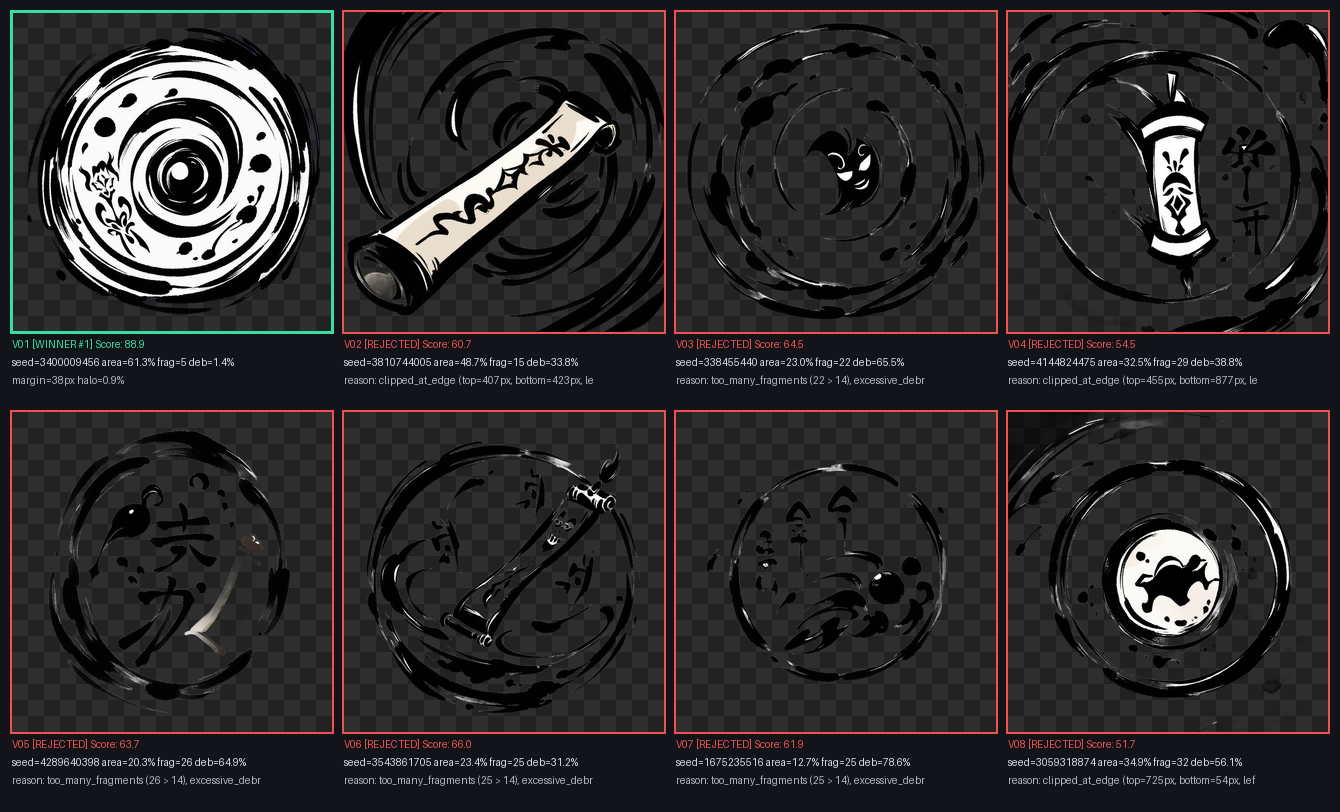 V01 [WINNER #1] Score: 88.9
seed=3400009456 area=61.3% frag=5 deb=1.4%
margin=38px halo=0.9%
V02 [REJECTED] Score: 60.7
seed=3810744005 area=48.7% frag=15 deb=33.8%
reason: clipped_at_edge (top=407px, bottom=423px, le
V03 [REJECTED] Score: 64.5
seed=338455440 area=23.0% frag=22 deb=65.5%
reason: too_many_fragments (22 > 14), excessive_debr
V04 [REJECTED] Score: 54.5
seed=4144824475 area=32.5% frag=29 deb=38.8%
reason: clipped_at_edge (top=455px, bottom=877px, le
V05 [REJECTED] Score: 63.7
seed=4289640398 area=20.3% frag=26 deb=64.9%
reason: too_many_fragments (26 > 14), excessive_debr
V06 [REJECTED] Score: 66.0
seed=3543861705 area=23.4% frag=25 deb=31.2%
reason: too_many_fragments (25 > 14), excessive_debr
V07 [REJECTED] Score: 61.9
seed=1675235516 area=12.7% frag=25 deb=78.6%
reason: too_many_fragments (25 > 14), excessive_debr
V08 [REJECTED] Score: 51.7
seed=3059318874 area=34.9% frag=32 deb=56.1%
reason: clipped_at_edge (top=725px, bottom=54px, lef